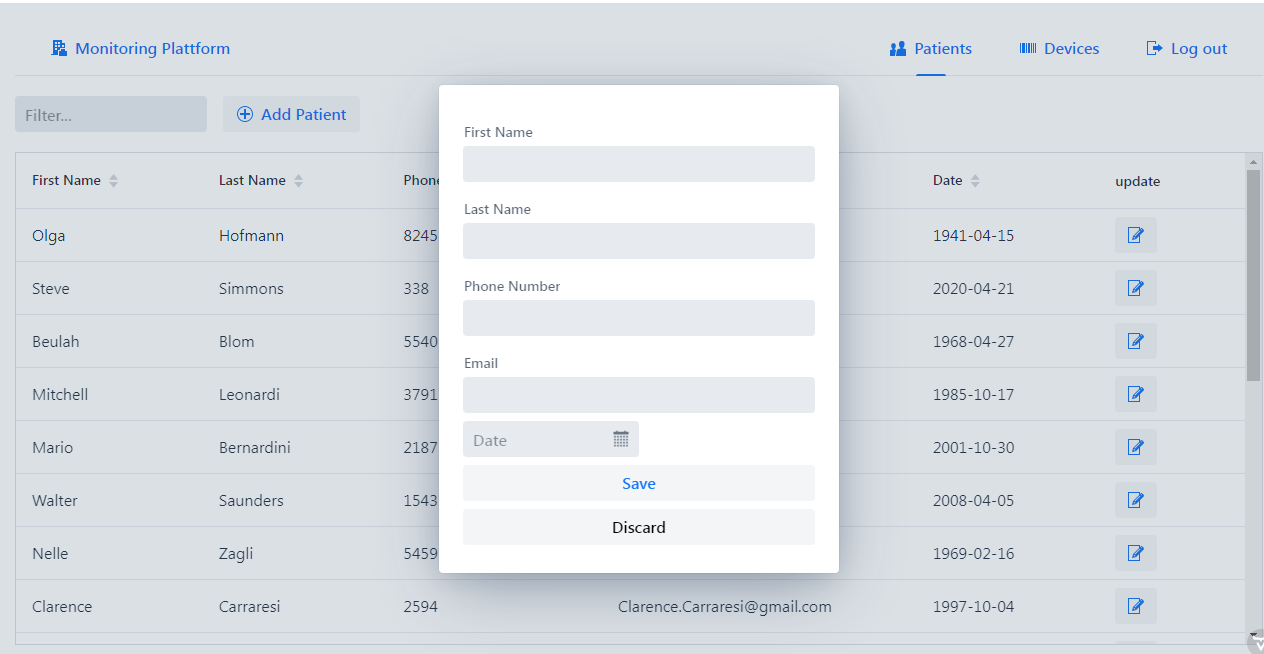 Monitoring Plattform
Patients Devices Log out
Filter...
Add Patient
First Name Last Name Phone Date update
Olga Hofmann 8245 1941-04-15
Steve Simmons 338 2020-04-21
Beulah Blom 5540 1968-04-27
Mitchell Leonardi 3791 1985-10-17
Mario Bernardini 2187 2001-10-30
Walter Saunders 1543 2008-04-05
Nelle Zagli 5459 1969-02-16
Clarence Carraresi 2594 Clarence.Carraresi@gmail.com 1997-10-04
First Name
Last Name
Phone Number
Email
Date
Save
Discard